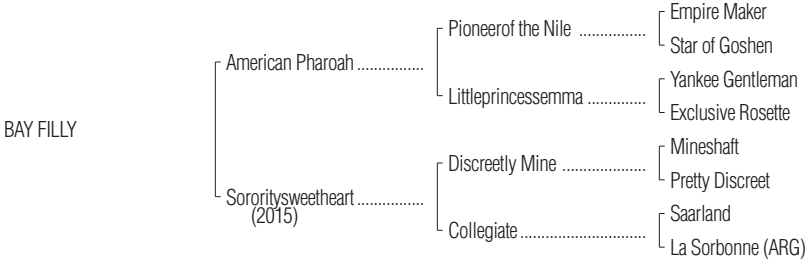 Empire Maker
Pioneerof the Nile ................
Star of Goshen
American Pharoah ................
Yankee Gentleman
Littleprincessemma ..............
Exclusive Rosette
BAY FILLY
Mineshaft
Discreetly Mine ....................
Pretty Discreet
Sororitysweetheart ................
(2015)
Saarland
Collegiate ..............................
La Sorbonne (ARG)